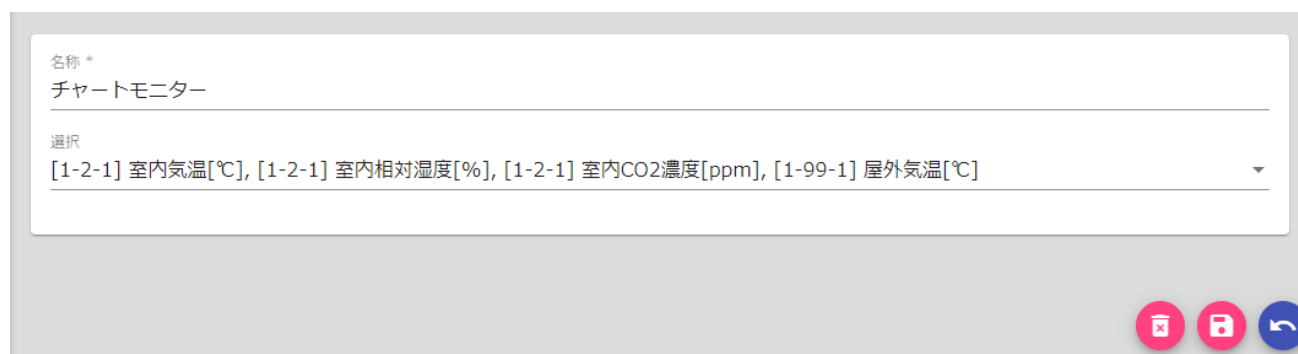 名称 *
チャートモニター
選択
[1-2-1] 室内気温[℃], [1-2-1] 室内相対湿度[%], [1-2-1] 室内CO2濃度[ppm], [1-99-1] 屋外気温[℃]